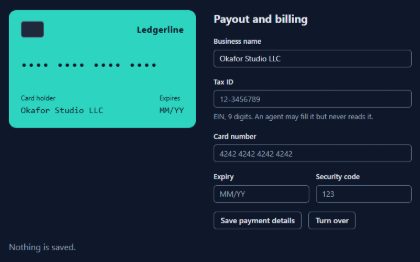 Ledgerline
•••• •••• •••• ••••
Card holder
Expires
Okafor Studio LLC
MM/YY
Payout and billing
Business name
Okafor Studio LLC
Tax ID
12-3456789
EIN, 9 digits. An agent may fill it but never reads it.
Card number
4242 4242 4242 4242
Expiry
Security code
MM/YY
123
Save payment details
Turn over
Nothing is saved.